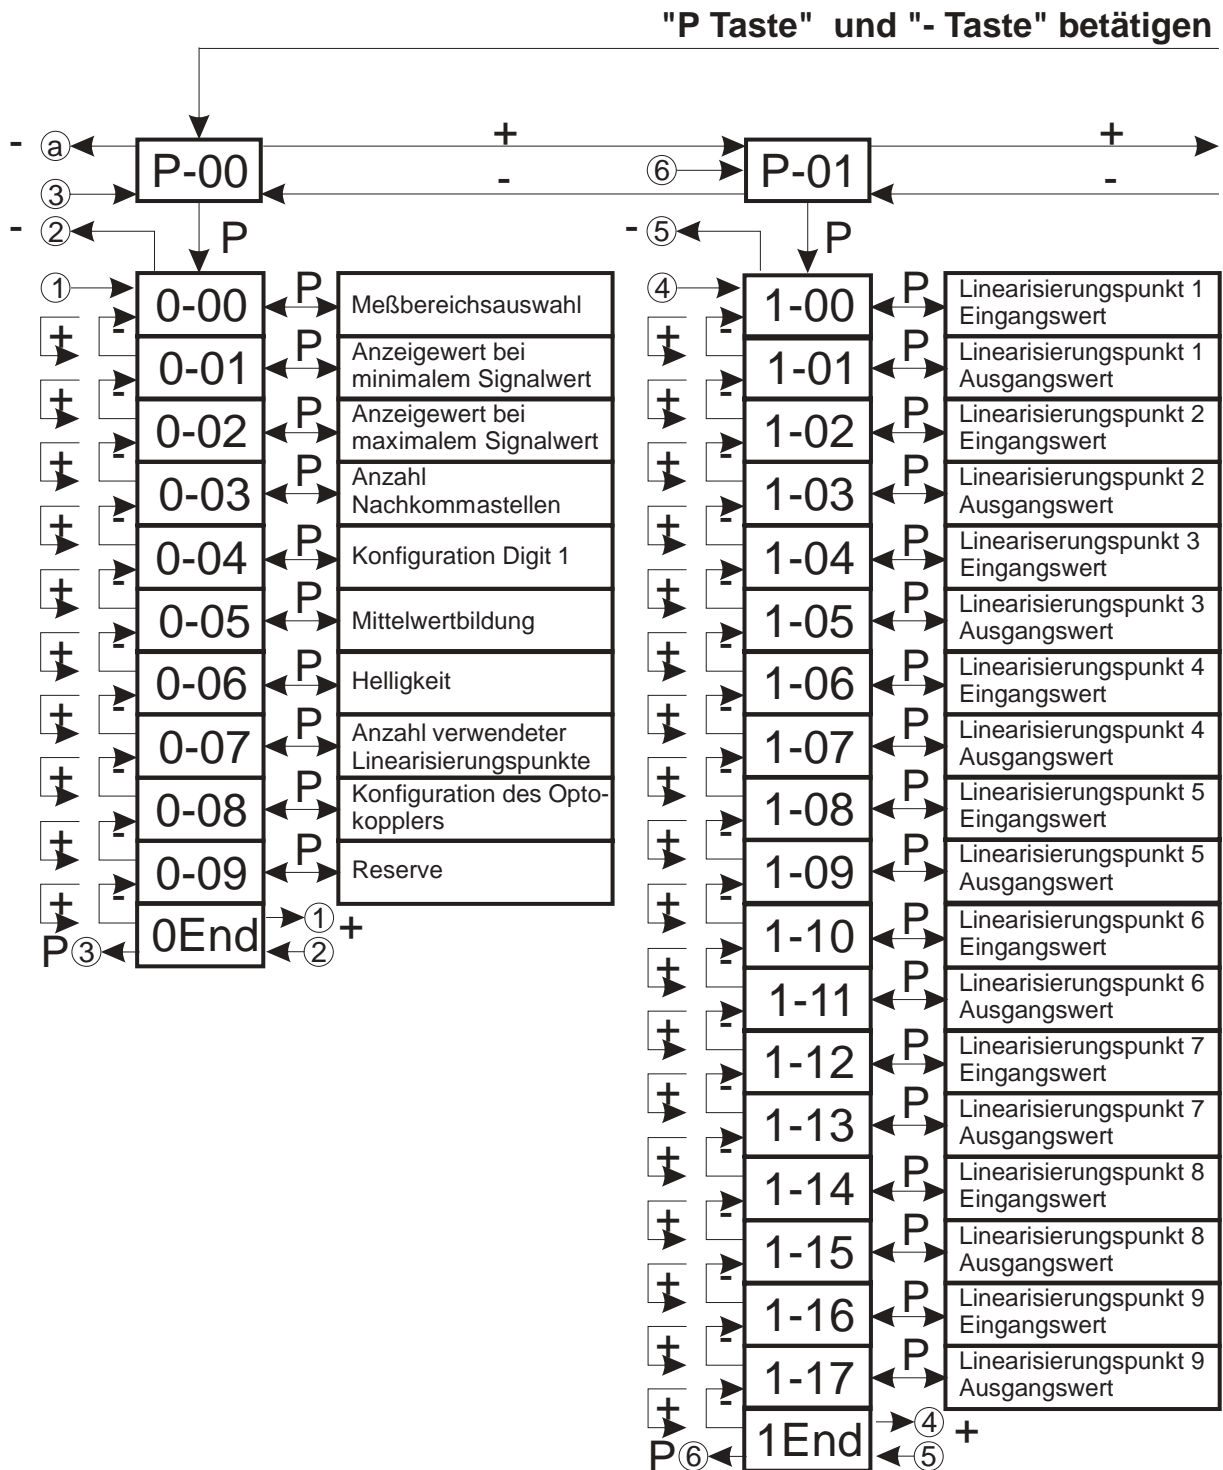 "P Taste" und "- Taste" betätigen
- a + +
P-00 6 P-01
3 - -
- 2 P - 5 P
1 0-00 P Meßbereichsauswahl
+ -
0-01 P Anzeigewert bei
minimalem Signalwert
+ -
0-02 P Anzeigewert bei
maximalem Signalwert
+ -
0-03 P Anzahl
Nachkommastellen
+ -
0-04 P Konfiguration Digit 1
+ -
0-05 P Mittelwertbildung
+ -
0-06 P Helligkeit
+ -
0-07 P Anzahl verwendeter
Linearisierungspunkte
+ -
0-08 P Konfiguration des Opto-
kopplers
+ -
0-09 P Reserve
+ -
0End 1 +
P 3 2
4 1-00 P Linearisierungspunkt 1
Eingangswert
+ -
1-01 P Linearisierungspunkt 1
Ausgangswert
+ -
1-02 P Linearisierungspunkt 2
Eingangswert
+ -
1-03 P Linearisierungspunkt 2
Ausgangswert
+ -
1-04 P Lineariserungspunkt 3
Eingangswert
+ -
1-05 P Linearisierungspunkt 3
Ausgangswert
+ -
1-06 P Linearisierungspunkt 4
Eingangswert
+ -
1-07 P Linearisierungspunkt 4
Ausgangswert
+ -
1-08 P Linearisierungspunkt 5
Eingangswert
+ -
1-09 P Linearisierungspunkt 5
Ausgangswert
+ -
1-10 P Linearisierungspunkt 6
Eingangswert
+ -
1-11 P Linearisierungspunkt 6
Ausgangswert
+ -
1-12 P Linearisierungspunkt 7
Eingangswert
+ -
1-13 P Linearisierungspunkt 7
Ausgangswert
+ -
1-14 P Linearisierungspunkt 8
Eingangswert
+ -
1-15 P Linearisierungspunkt 8
Ausgangswert
+ -
1-16 P Linearisierungspunkt 9
Eingangswert
+ -
1-17 P Linearisierungspunkt 9
Ausgangswert
+ -
1End 4 +
P 6 5